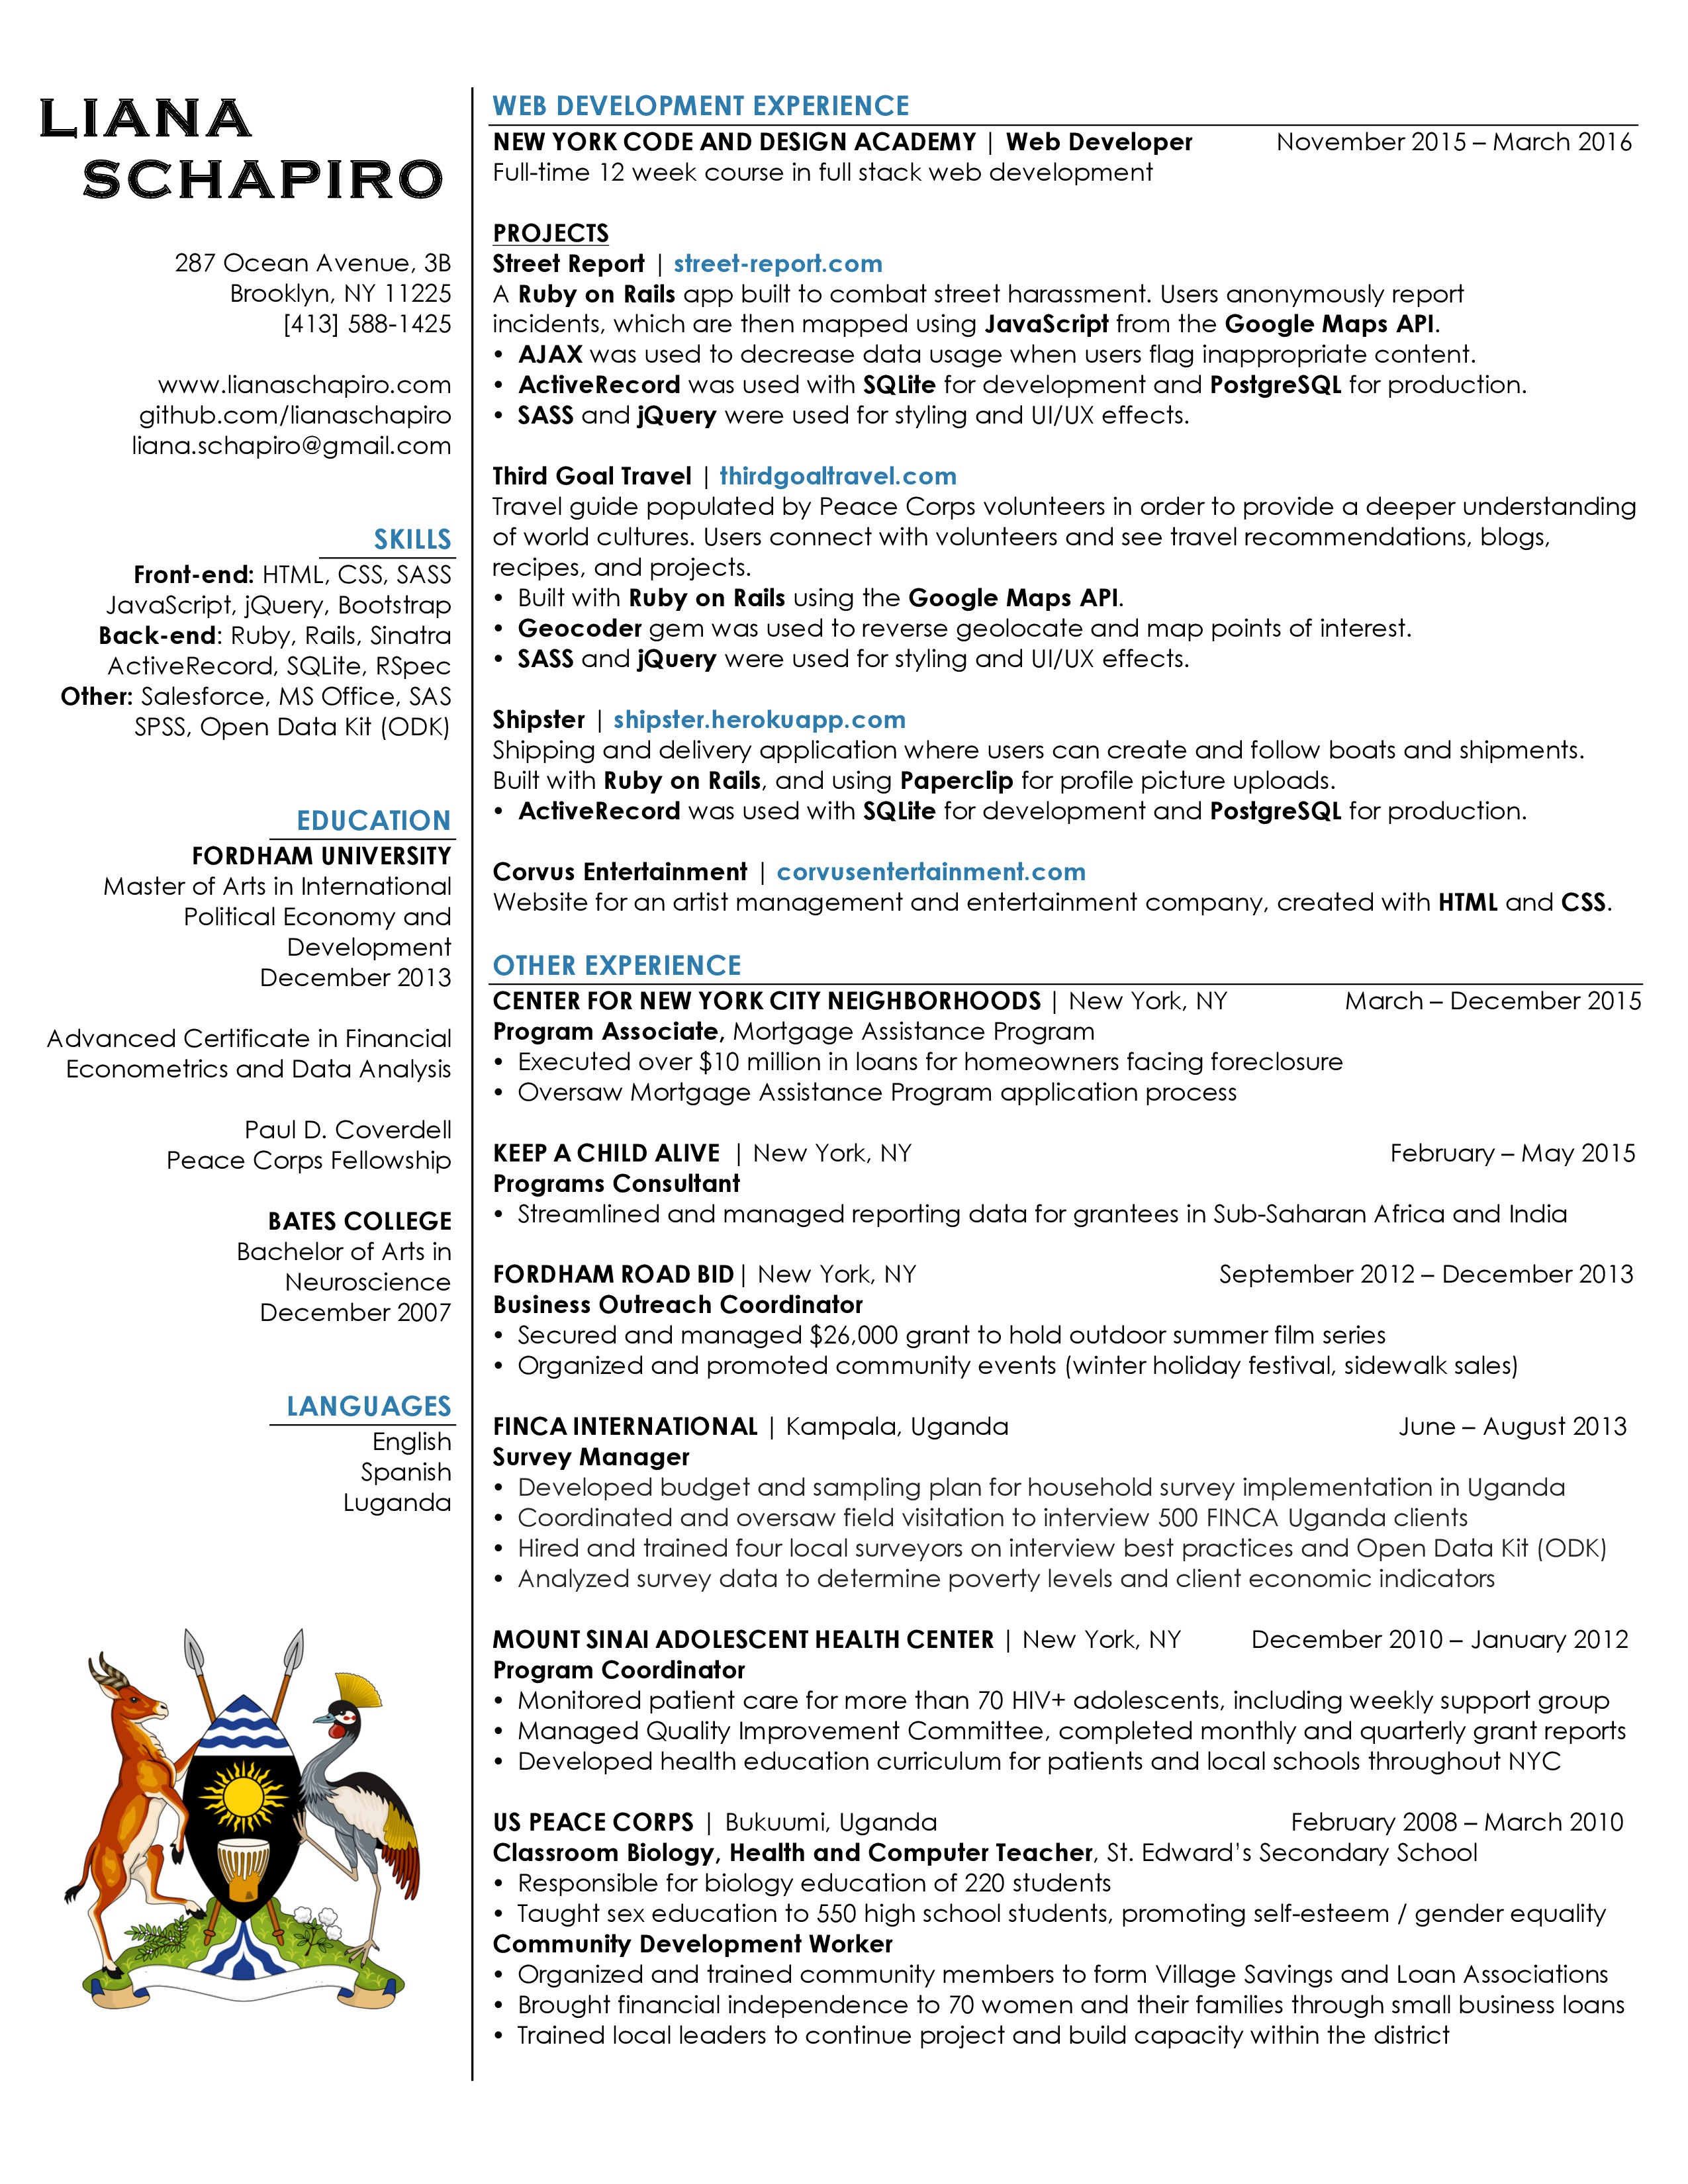 LIANA
SCHAPIRO
287 Ocean Avenue, 3B
Brooklyn, NY 11225
[413] 588-1425
www.lianaschapiro.com
github.com/lianaschapiro
liana.schapiro@gmail.com
SKILLS
Front-end: HTML, CSS, SASS
JavaScript, jQuery, Bootstrap
Back-end: Ruby, Rails, Sinatra
ActiveRecord, SQLite, RSpec
Other: Salesforce, MS Office, SAS
SPSS, Open Data Kit (ODK)
EDUCATION
FORDHAM UNIVERSITY
Master of Arts in International
Political Economy and
Development
December 2013
Advanced Certificate in Financial
Econometrics and Data Analysis
Paul D. Coverdell
Peace Corps Fellowship
BATES COLLEGE
Bachelor of Arts in
Neuroscience
December 2007
LANGUAGES
English
Spanish
Luganda
WEB DEVELOPMENT EXPERIENCE
NEW YORK CODE AND DESIGN ACADEMY | Web Developer November 2015 – March 2016
Full-time 12 week course in full stack web development
PROJECTS
Street Report | street-report.com
A Ruby on Rails app built to combat street harassment. Users anonymously report
incidents, which are then mapped using JavaScript from the Google Maps API.
• AJAX was used to decrease data usage when users flag inappropriate content.
• ActiveRecord was used with SQLite for development and PostgreSQL for production.
• SASS and jQuery were used for styling and UI/UX effects.
Third Goal Travel | thirdgoaltravel.com
Travel guide populated by Peace Corps volunteers in order to provide a deeper understanding
of world cultures. Users connect with volunteers and see travel recommendations, blogs,
recipes, and projects.
• Built with Ruby on Rails using the Google Maps API.
• Geocoder gem was used to reverse geolocate and map points of interest.
• SASS and jQuery were used for styling and UI/UX effects.
Shipster | shipster.herokuapp.com
Shipping and delivery application where users can create and follow boats and shipments.
Built with Ruby on Rails, and using Paperclip for profile picture uploads.
• ActiveRecord was used with SQLite for development and PostgreSQL for production.
Corvus Entertainment | corvusentertainment.com
Website for an artist management and entertainment company, created with HTML and CSS.
OTHER EXPERIENCE
CENTER FOR NEW YORK CITY NEIGHBORHOODS | New York, NY March – December 2015
Program Associate, Mortgage Assistance Program
• Executed over $10 million in loans for homeowners facing foreclosure
• Oversaw Mortgage Assistance Program application process
KEEP A CHILD ALIVE | New York, NY February – May 2015
Programs Consultant
• Streamlined and managed reporting data for grantees in Sub-Saharan Africa and India
FORDHAM ROAD BID | New York, NY September 2012 – December 2013
Business Outreach Coordinator
• Secured and managed $26,000 grant to hold outdoor summer film series
• Organized and promoted community events (winter holiday festival, sidewalk sales)
FINCA INTERNATIONAL | Kampala, Uganda June – August 2013
Survey Manager
• Developed budget and sampling plan for household survey implementation in Uganda
• Coordinated and oversaw field visitation to interview 500 FINCA Uganda clients
• Hired and trained four local surveyors on interview best practices and Open Data Kit (ODK)
• Analyzed survey data to determine poverty levels and client economic indicators
MOUNT SINAI ADOLESCENT HEALTH CENTER | New York, NY December 2010 – January 2012
Program Coordinator
• Monitored patient care for more than 70 HIV+ adolescents, including weekly support group
• Managed Quality Improvement Committee, completed monthly and quarterly grant reports
• Developed health education curriculum for patients and local schools throughout NYC
US PEACE CORPS | Bukuumi, Uganda February 2008 – March 2010
Classroom Biology, Health and Computer Teacher, St. Edward’s Secondary School
• Responsible for biology education of 220 students
• Taught sex education to 550 high school students, promoting self-esteem / gender equality
Community Development Worker
• Organized and trained community members to form Village Savings and Loan Associations
• Brought financial independence to 70 women and their families through small business loans
• Trained local leaders to continue project and build capacity within the district